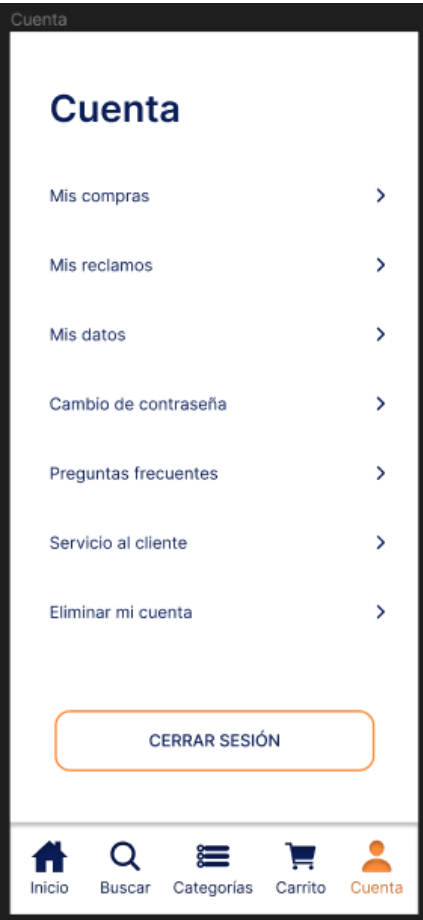 Cuenta
Cuenta
Mis compras
Mis reclamos
Mis datos
Cambio de contraseña
Preguntas frecuentes
Servicio al cliente
Eliminar mi cuenta
CERRAR SESIÓN
Inicio Buscar Categorías Carrito Cuenta